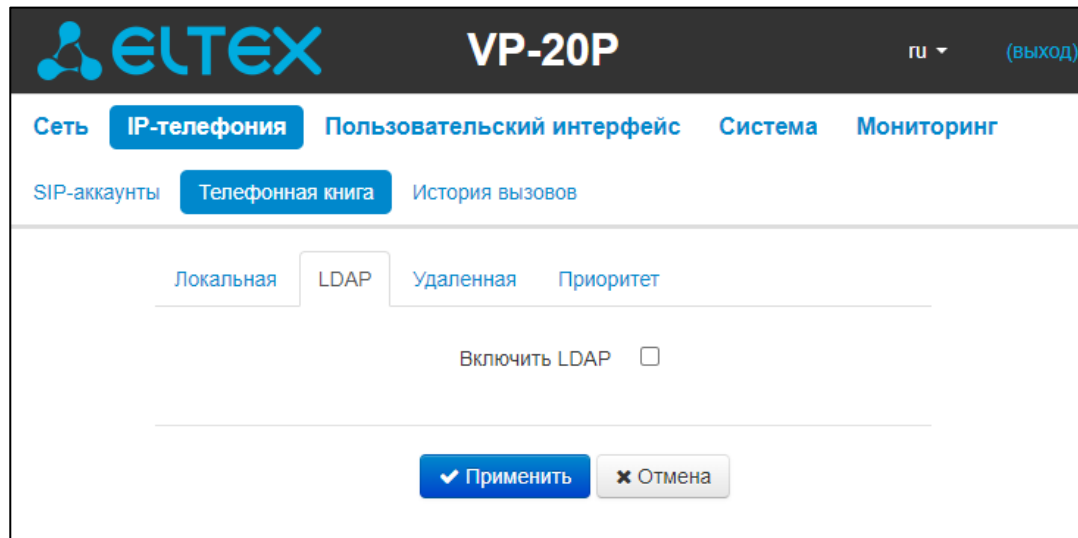 ELTEX VP-20P ru (выход)
Сеть IP-телефония Пользовательский интерфейс Система Мониторинг
SIP-аккаунты Телефонная книга История вызовов
Локальная LDAP Удаленная Приоритет
Включить LDAP
Применить Отмена